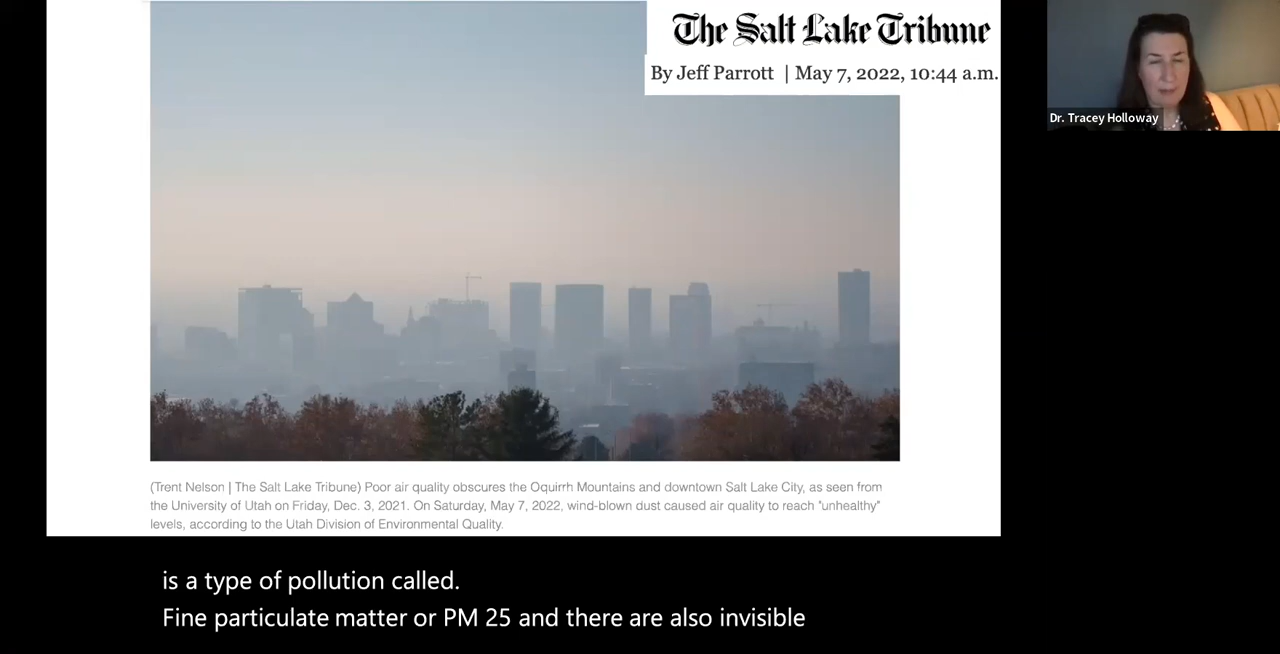 The Salt Lake Tribune
By Jeff Parrott | May 7, 2022, 10:44 a.m.
Dr. Tracey Holloway
(Trent Nelson | The Salt Lake Tribune) Poor air quality obscures the Oquirrh Mountains and downtown Salt Lake City, as seen from
the University of Utah on Friday, Dec. 3, 2021. On Saturday, May 7, 2022, wind-blown dust caused air quality to reach "unhealthy"
levels, according to the Utah Division of Environmental Quality.
is a type of pollution called.
Fine particulate matter or PM 25 and there are also invisible